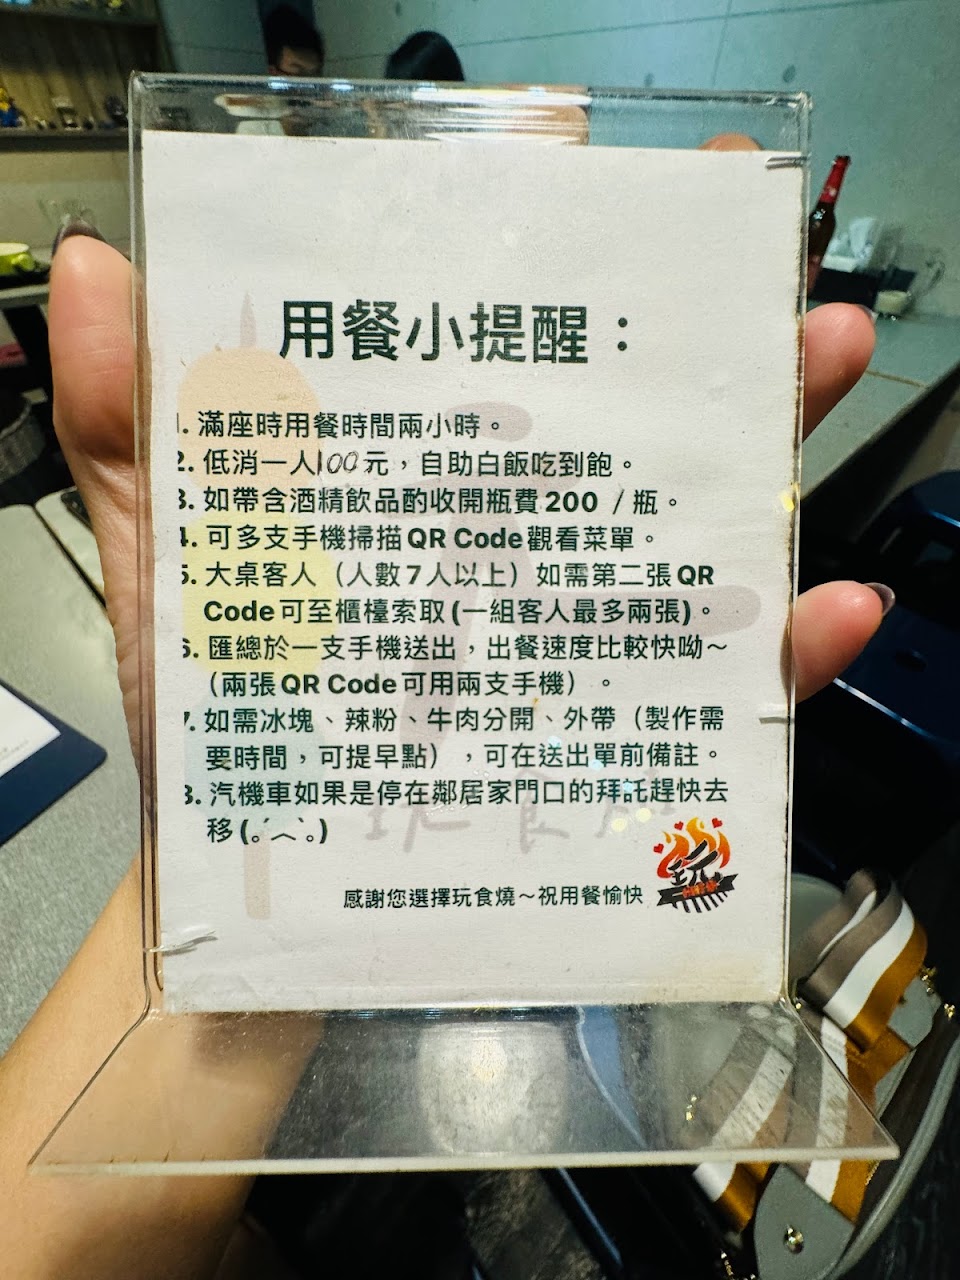 用餐小提醒：
1. 滿座時用餐時間兩小時。
2. 低消一人100元，自助白飯吃到飽。
3. 如帶含酒精飲品酌收開瓶費200 /瓶。
4. 可多支手機掃描QR Code觀看菜單。
5. 大桌客人（人數7人以上）如需第二張QR
Code可至櫃檯索取(一組客人最多兩張)。
6. 匯總於一支手機送出，出餐速度比較快呦～
（兩張QR Code可用兩支手機）。
7. 如需冰塊、辣粉、牛肉分開、外帶（製作需
要時間，可提早點），可在送出單前備註。
8. 汽機車如果是停在鄰居家門口的拜託趕快去
移(｡ˊ︿ˋ｡)
玩食燒
感謝您選擇玩食燒～祝用餐愉快
玩